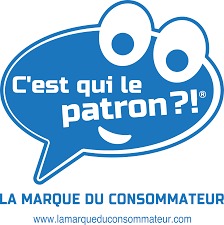 C'est qui le
patron?!®
LA MARQUE DU CONSOMMATEUR
www.lamarqueduconsommateur.com